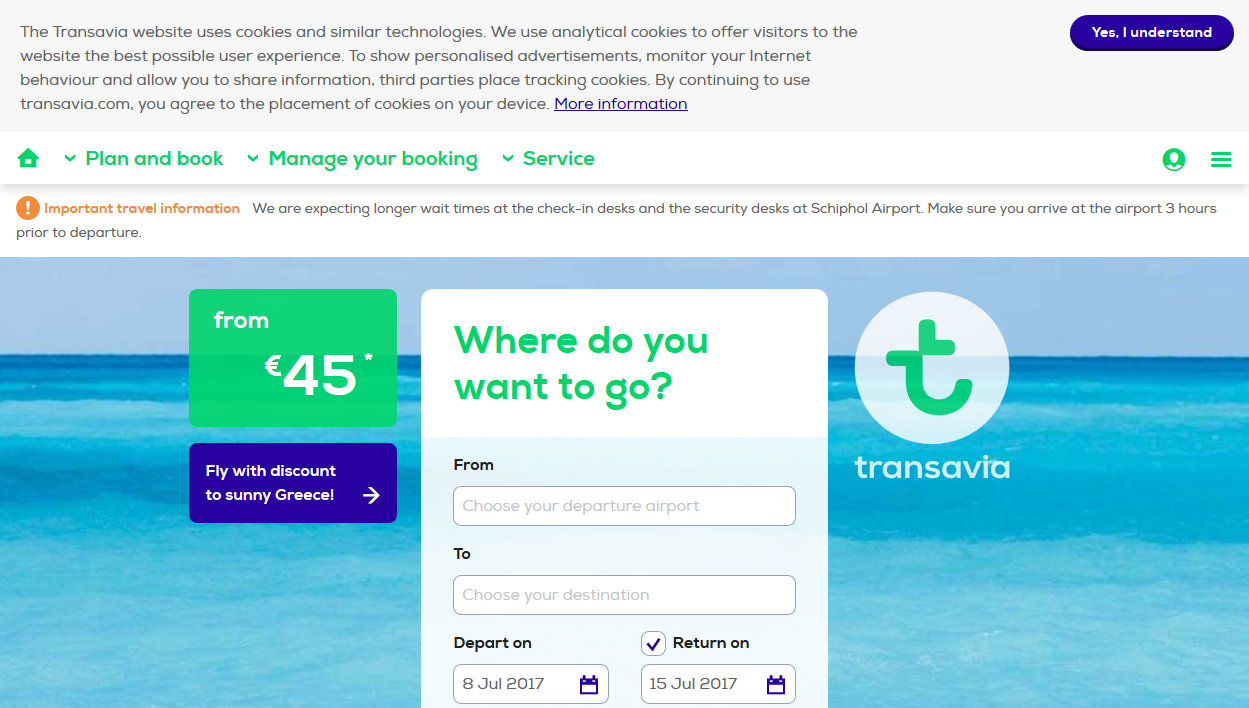 The Transavia website uses cookies and similar technologies. We use analytical cookies to offer visitors to the
website the best possible user experience. To show personalised advertisements, monitor your Internet
behaviour and allow you to share information, third parties place tracking cookies. By continuing to use
transavia.com, you agree to the placement of cookies on your device. More information
Yes, I understand
Plan and book
Manage your booking
Service
Important travel information We are expecting longer wait times at the check-in desks and the security desks at Schiphol Airport. Make sure you arrive at the airport 3 hours
prior to departure.
from
€45*
Fly with discount
to sunny Greece!
Where do you
want to go?
From
Choose your departure airport
To
Choose your destination
Depart on
Return on
8 Jul 2017
15 Jul 2017
transavia